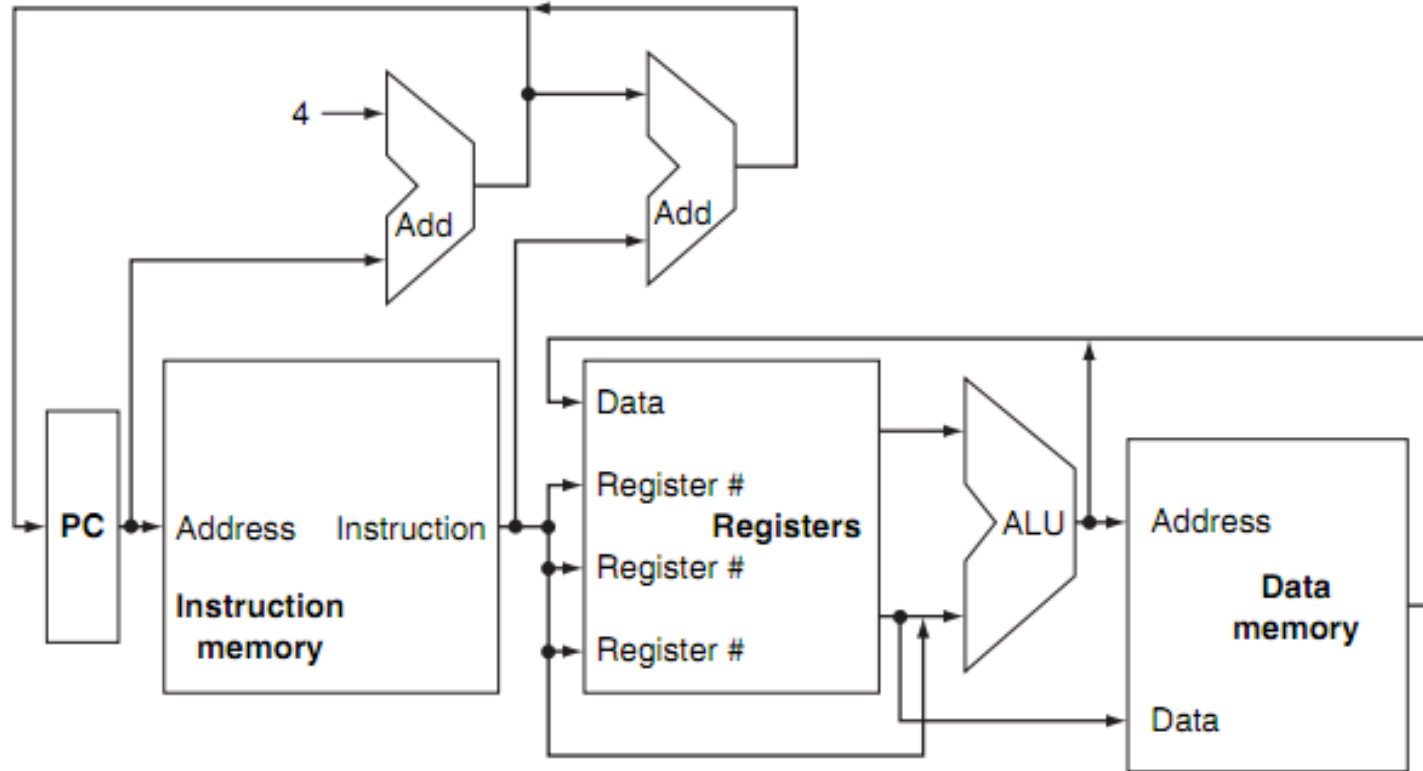 4
Add
Add
Data
Register #
PC
Address
Instruction
Registers
ALU
Address
Register #
Instruction
memory
Data
memory
Register #
Data